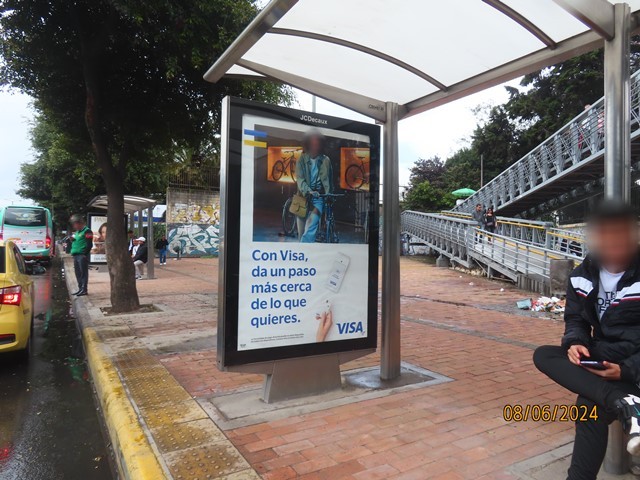 JCDecaux
Con Visa,
da un paso
más cerca
de lo que
quieres.
VISA
08/06/2024